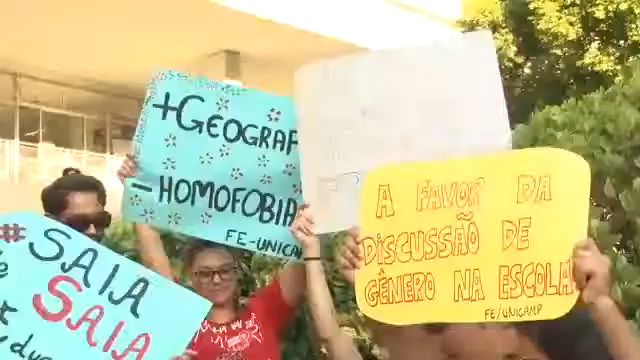 +GEOGRAF
-HOMOFOBIA
FE-UNICAM
A FAVOR DA
DISCUSSÃO DE
GÊNERO NA ESCOLA
FE/UNICAMP
#SAIA
SAIA